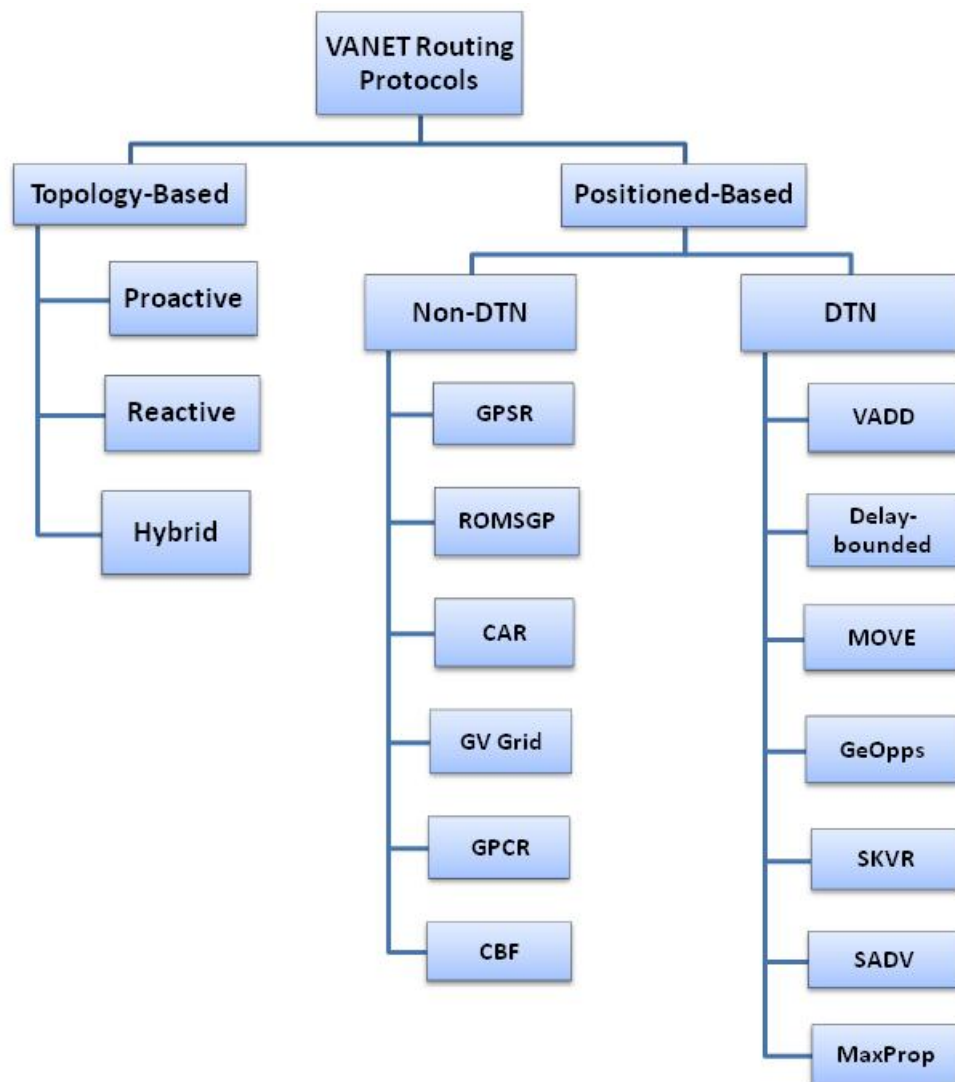 VANET Routing
Protocols
Topology-Based
Positioned-Based
Proactive
Reactive
Hybrid
Non-DTN
GPSR
ROMSGP
CAR
GV Grid
GPCR
CBF
DTN
VADD
Delay-
bounded
MOVE
GeOpps
SKVR
SADV
MaxProp